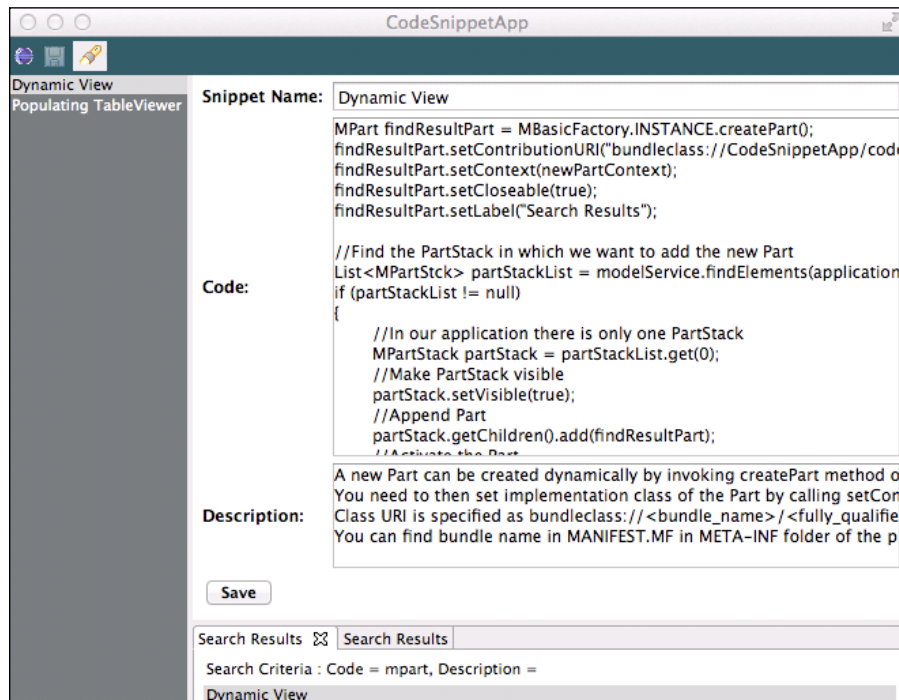 CodeSnippetApp
Dynamic View
Populating TableViewer
Snippet Name:
Dynamic View
Code:
MPart findResultPart = MBasicFactory.INSTANCE.createPart();
findResultPart.setContributionURI("bundleclass://CodeSnippetApp/code
findResultPart.setContext(newPartContext);
findResultPart.setCloseable(true);
findResultPart.setLabel("Search Results");
//Find the PartStack in which we want to add the new Part
List<MPartStck> partStackList = modelService.findElements(application
if (partStackList != null)
{
//In our application there is only one PartStack
MPartStack partStack = partStackList.get(0);
//Make PartStack visible
partStack.setVisible(true);
//Append Part
partStack.getChildren().add(findResultPart);
//Activate the Part
Description:
A new Part can be created dynamically by invoking createPart method o
You need to then set implementation class of the Part by calling setCon
Class URI is specified as bundleclass://<bundle_name>/<fully_qualifie
You can find bundle name in MANIFEST.MF in META-INF folder of the p
Save
Search Results
Search Results
Search Criteria : Code = mpart, Description =
Dynamic View